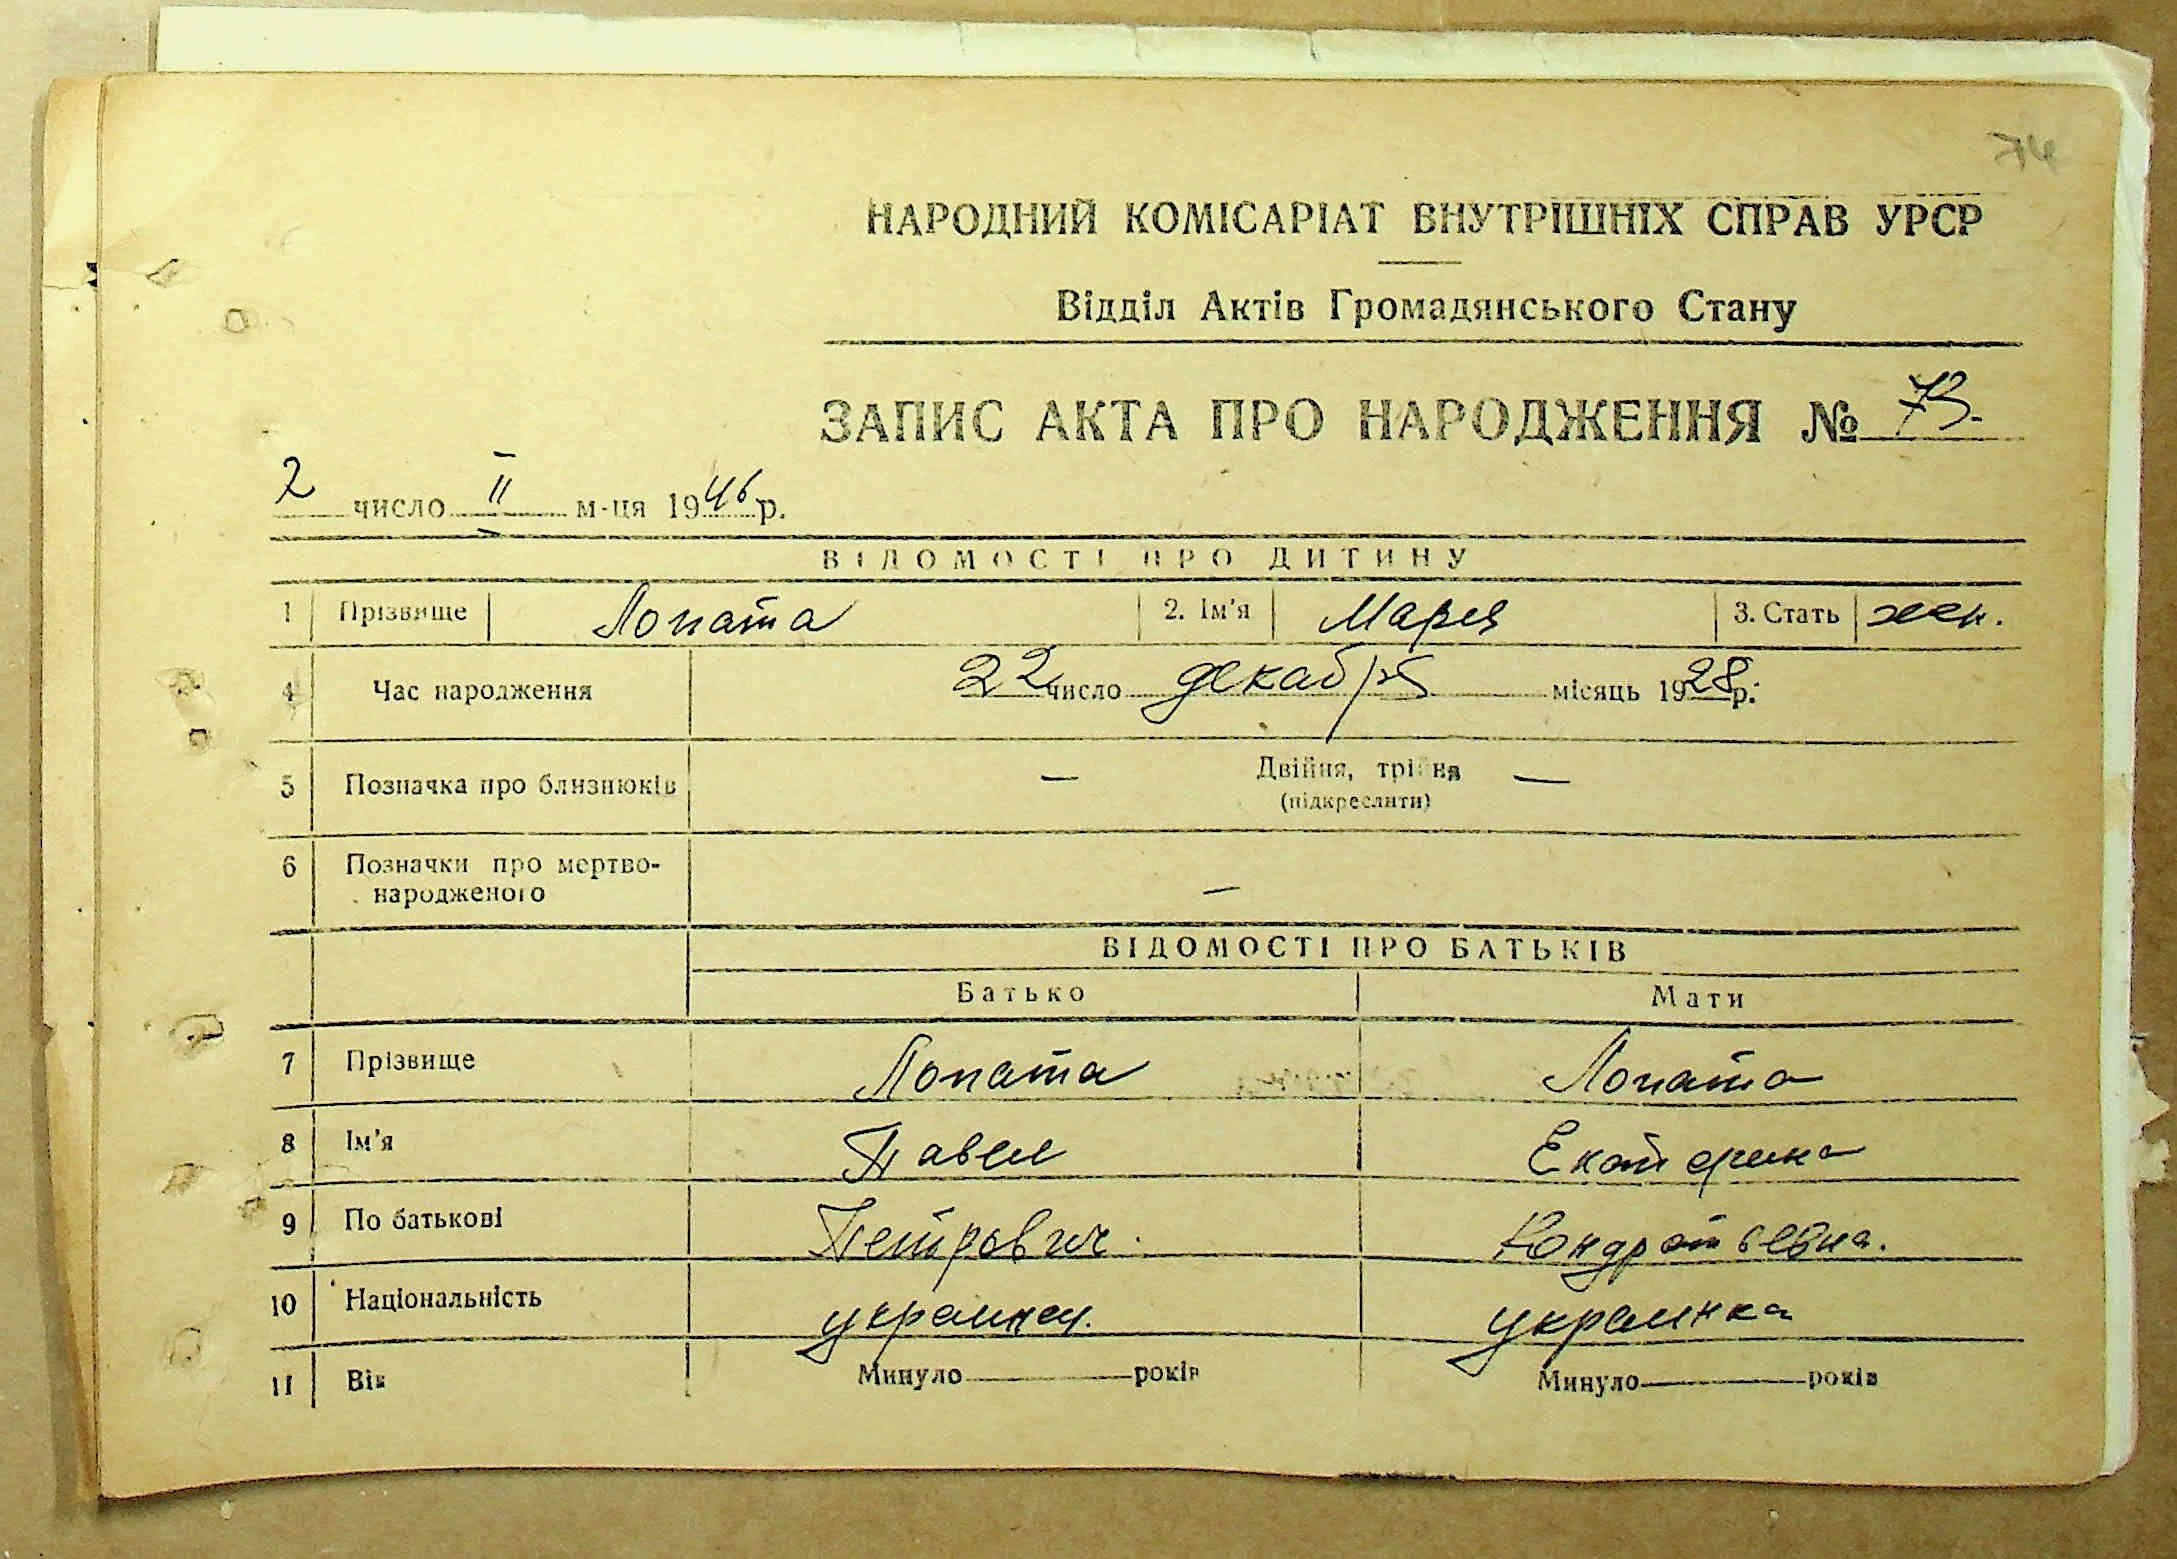 74
НАРОДНИЙ КОМІСАРІАТ ВНУТРІШНІХ СПРАВ УРСР
Відділ Актів Громадянського Стану
ЗАПИС АКТА ПРО НАРОДЖЕННЯ № 73.
2 число II м-ця 1946 р.
ВІДОМОСТІ ПРО ДИТИНУ
1 Прізвище Лопата 2. Ім'я Мария 3. Стать жен.
4 Час народження 22 число декабря місяць 1928 р.
5 Позначка про близнюків — Двійня, трійня —
(підкреслити)
6 Позначки про мертво-
народженого —
ВІДОМОСТІ ПРО БАТЬКІВ
Батько Мати
7 Прізвище Лопата Лопата
8 Ім'я Павел Екатерина
9 По батькові Петрович. Кондратьевна.
10 Національність украинец. украинка
11 Вік Минуло — років Минуло — років